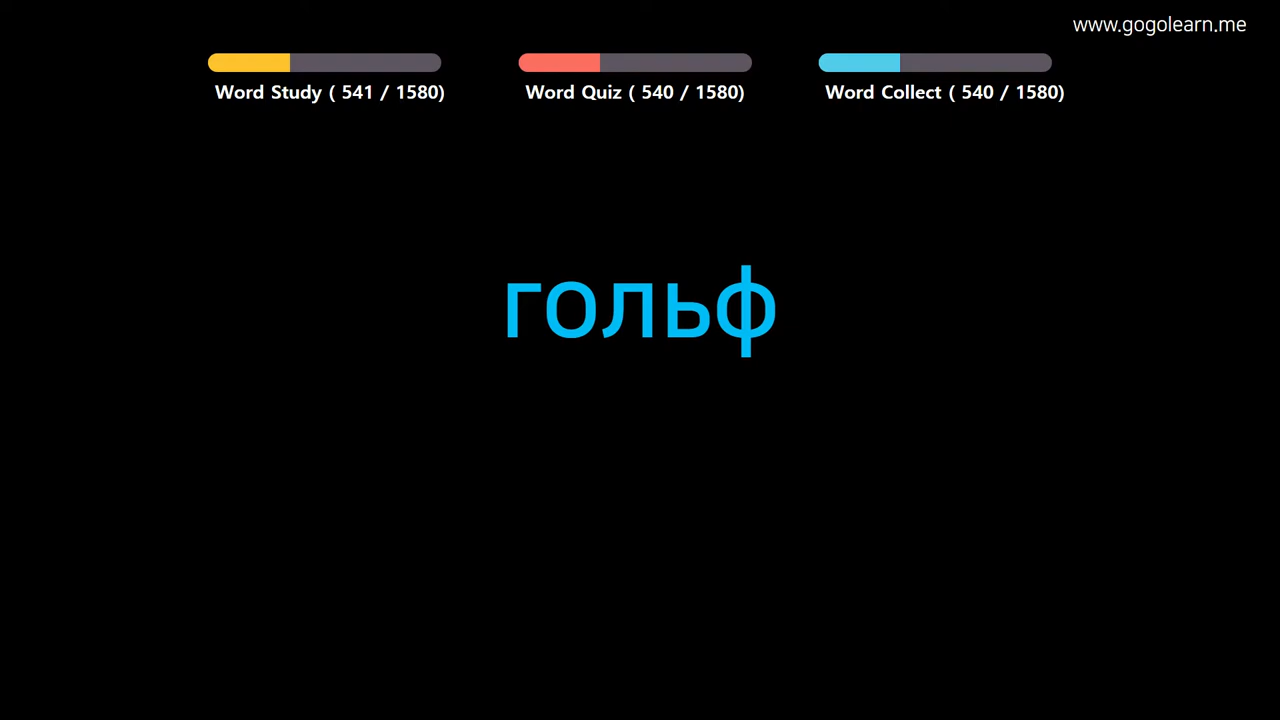 www.gogolearn.me
Word Study ( 541 / 1580)
Word Quiz ( 540 / 1580)
Word Collect ( 540 / 1580)
гольф